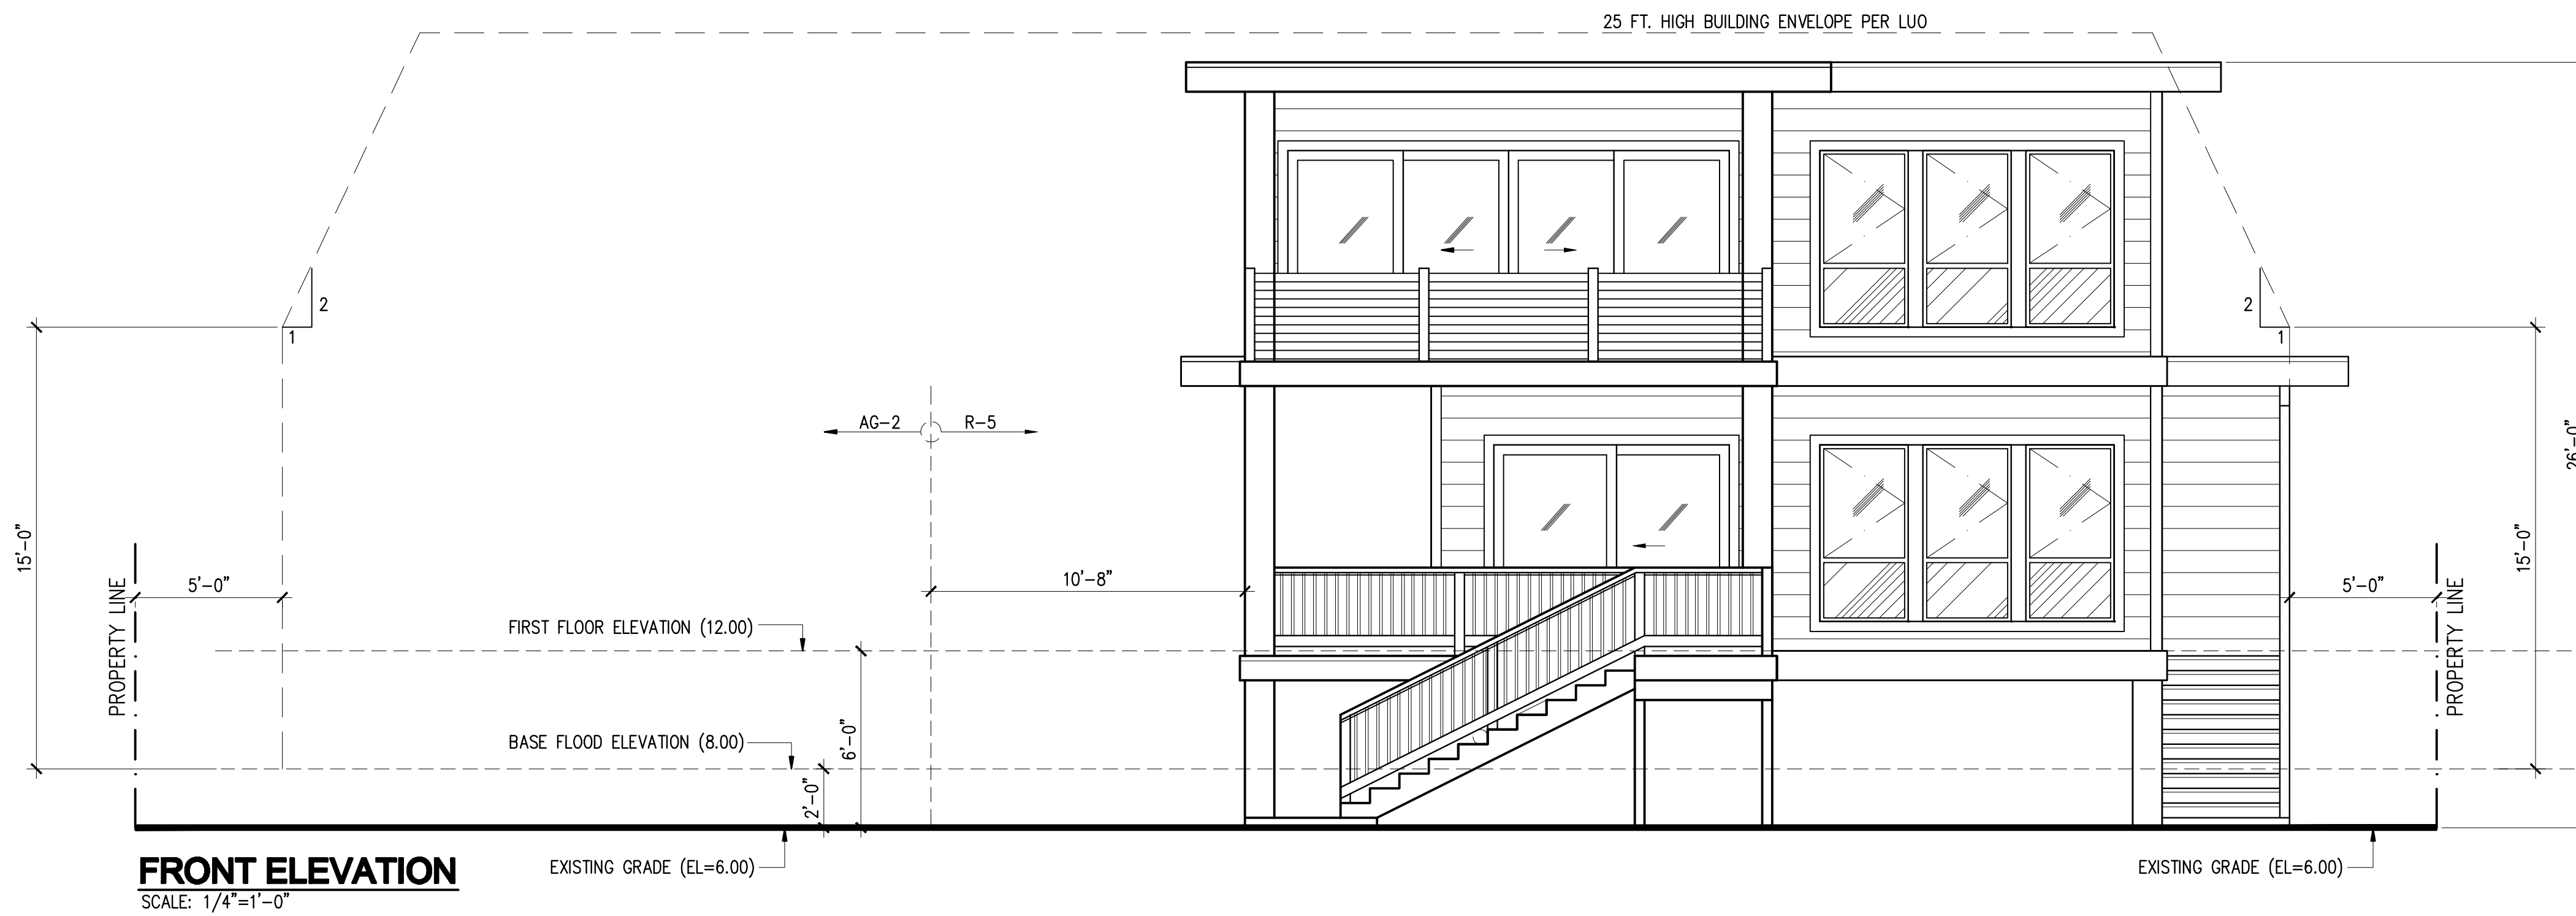 25 FT. HIGH BUILDING ENVELOPE PER LUO
2
1
2
1
AG-2
R-5
15'-0"
PROPERTY LINE
5'-0"
10'-8"
26'-0"
15'-0"
5'-0"
PROPERTY LINE
FIRST FLOOR ELEVATION (12.00)
BASE FLOOD ELEVATION (8.00)
6'-0"
2'-0"
EXISTING GRADE (EL=6.00)
EXISTING GRADE (EL=6.00)
FRONT ELEVATION
SCALE: 1/4"=1'-0"